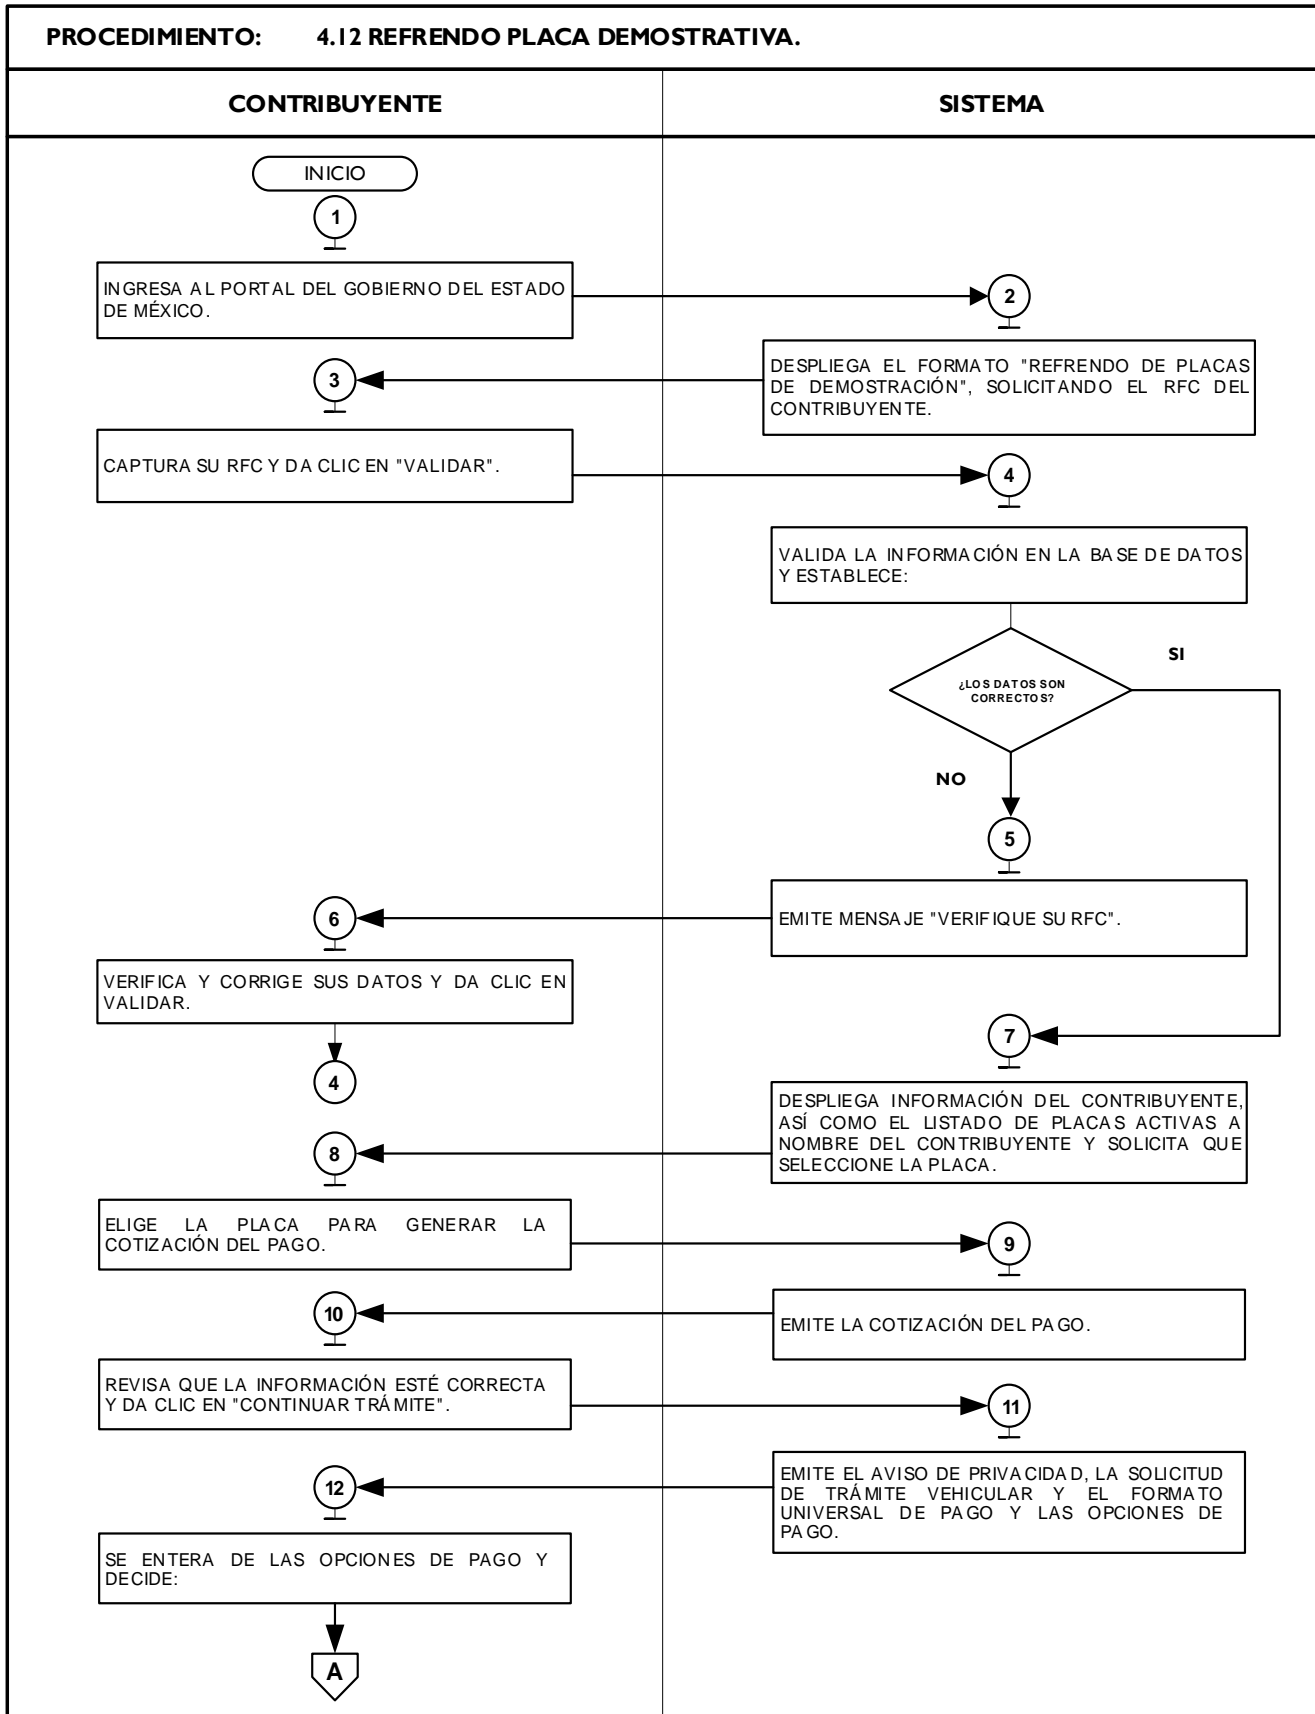 PROCEDIMIENTO: 4.12 REFRENDO PLACA DEMOSTRATIVA.
CONTRIBUYENTE
SISTEMA
INICIO
1
INGRESA AL PORTAL DEL GOBIERNO DEL ESTADO
DE MÉXICO.
2
DESPLIEGA EL FORMATO "REFRENDO DE PLACAS
DE DEMOSTRACIÓN", SOLICITANDO EL RFC DEL
CONTRIBUYENTE.
3
CAPTURA SU RFC Y DA CLIC EN "VALIDAR".
4
VALIDA LA INFORMACIÓN EN LA BASE DE DATOS
Y ESTABLECE:
¿LOS DATOS SON
CORRECTOS?
SI
NO
5
EMITE MENSAJE "VERIFIQUE SU RFC".
6
VERIFICA Y CORRIGE SUS DATOS Y DA CLIC EN
VALIDAR.
4
7
DESPLIEGA INFORMACIÓN DEL CONTRIBUYENTE,
ASÍ COMO EL LISTADO DE PLACAS ACTIVAS A
NOMBRE DEL CONTRIBUYENTE Y SOLICITA QUE
SELECCIONE LA PLACA.
8
ELIGE LA PLACA PARA GENERAR LA
COTIZACIÓN DEL PAGO.
9
EMITE LA COTIZACIÓN DEL PAGO.
10
REVISA QUE LA INFORMACIÓN ESTÉ CORRECTA
Y DA CLIC EN "CONTINUAR TRÁMITE".
11
EMITE EL AVISO DE PRIVACIDAD, LA SOLICITUD
DE TRÁMITE VEHICULAR Y EL FORMATO
UNIVERSAL DE PAGO Y LAS OPCIONES DE
PAGO.
12
SE ENTERA DE LAS OPCIONES DE PAGO Y
DECIDE:
A